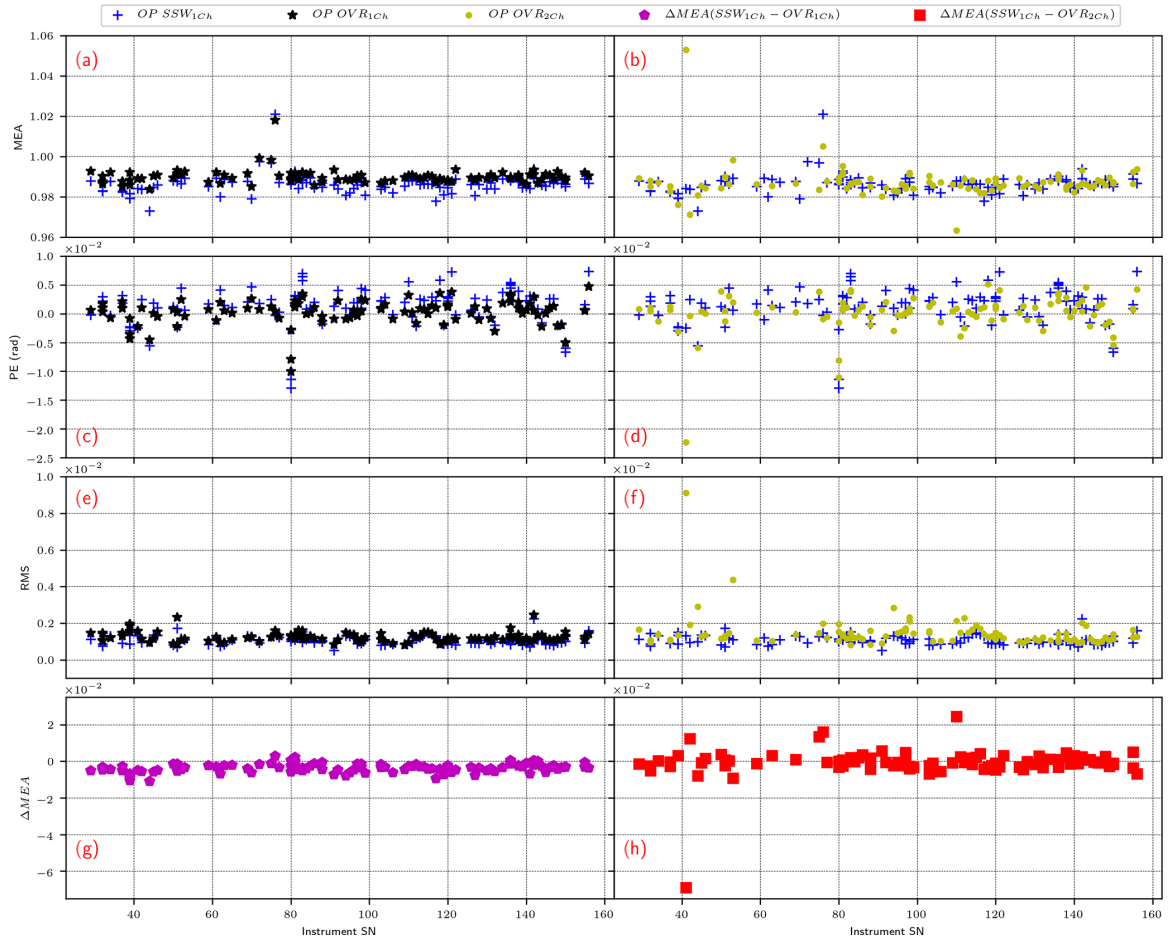 OP SSW1Ch OP OVR1Ch OP OVR2Ch ΔMEA(SSW1Ch − OVR1Ch) ΔMEA(SSW1Ch − OVR2Ch)
1.06
1.04
1.02
1.00
0.98
0.96
MEA
(a)
(b)
×10−2
×10−2
1.0
0.5
0.0
−0.5
−1.0
−1.5
−2.0
−2.5
PE (rad)
(c)
(d)
×10−2
×10−2
1.0
0.8
0.6
0.4
0.2
0.0
RMS
(e)
(f)
×10−2
×10−2
2
0
−2
−4
−6
ΔMEA
(g)
(h)
40 60 80 100 120 140 160
40 60 80 100 120 140 160
Instrument SN
Instrument SN